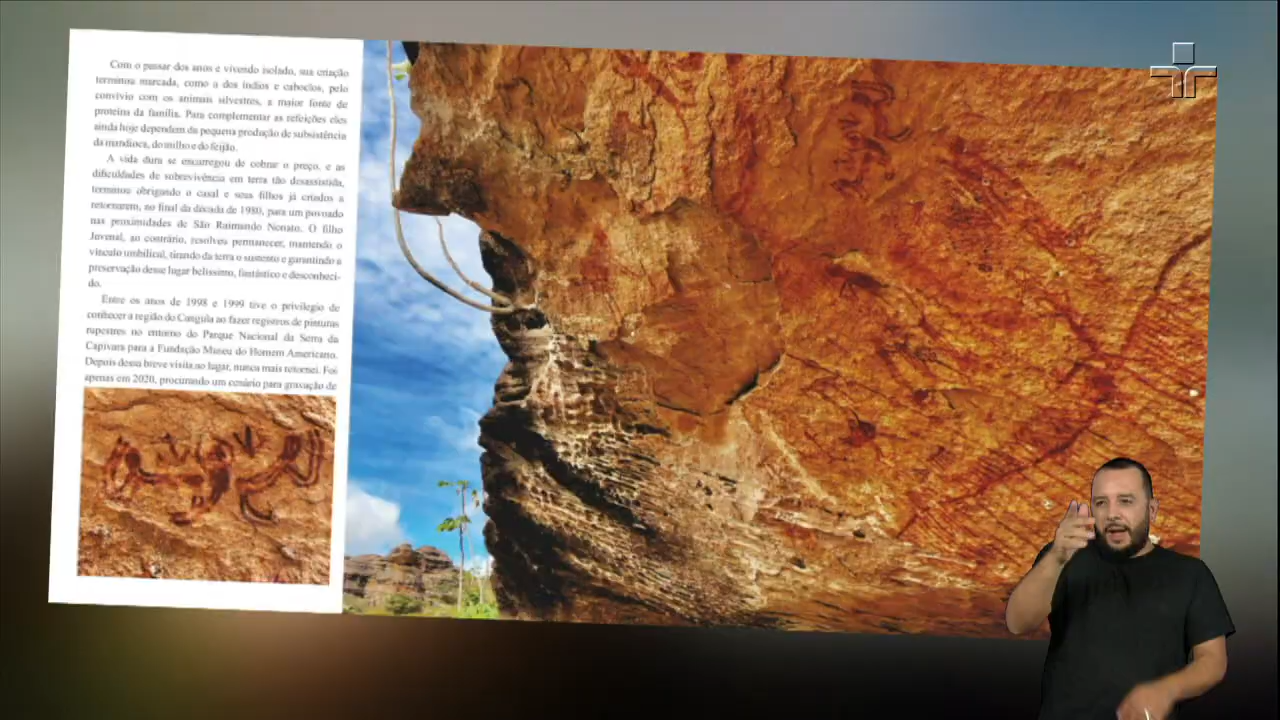 Com o passar dos anos e vivendo isolado, sua criação
terminou marcada, como a dos índios e caboclos, pelo
convívio com os animais silvestres, a maior fonte de
proteína da família. Para complementar as refeições eles
ainda hoje dependem da pequena produção de subsistência
da mandioca, do milho e do feijão.
A vida dura se encarregou de cobrar o preço, e as
dificuldades de sobrevivência em terra tão desassistida,
terminou obrigando o casal e seus filhos já criados a
retornarem, no final da década de 1980, para um povoado
nas proximidades de São Raimundo Nonato. O filho
Juvenal, ao contrário, resolveu permanecer, mantendo o
vínculo umbilical, tirando da terra o sustento e garantindo a
preservação desse lugar belíssimo, fantástico e desconheci-
do.
Entre os anos de 1998 e 1999 tive o privilegio de
conhecer a região do Cangula ao fazer registros de pinturas
rupestres no entorno do Parque Nacional da Serra da
Capivara para a Fundação Museu do Homem Americano.
Depois dessa breve visita ao lugar, nunca mais retornei. Foi
apenas em 2020, procurando um cenário para gravação de